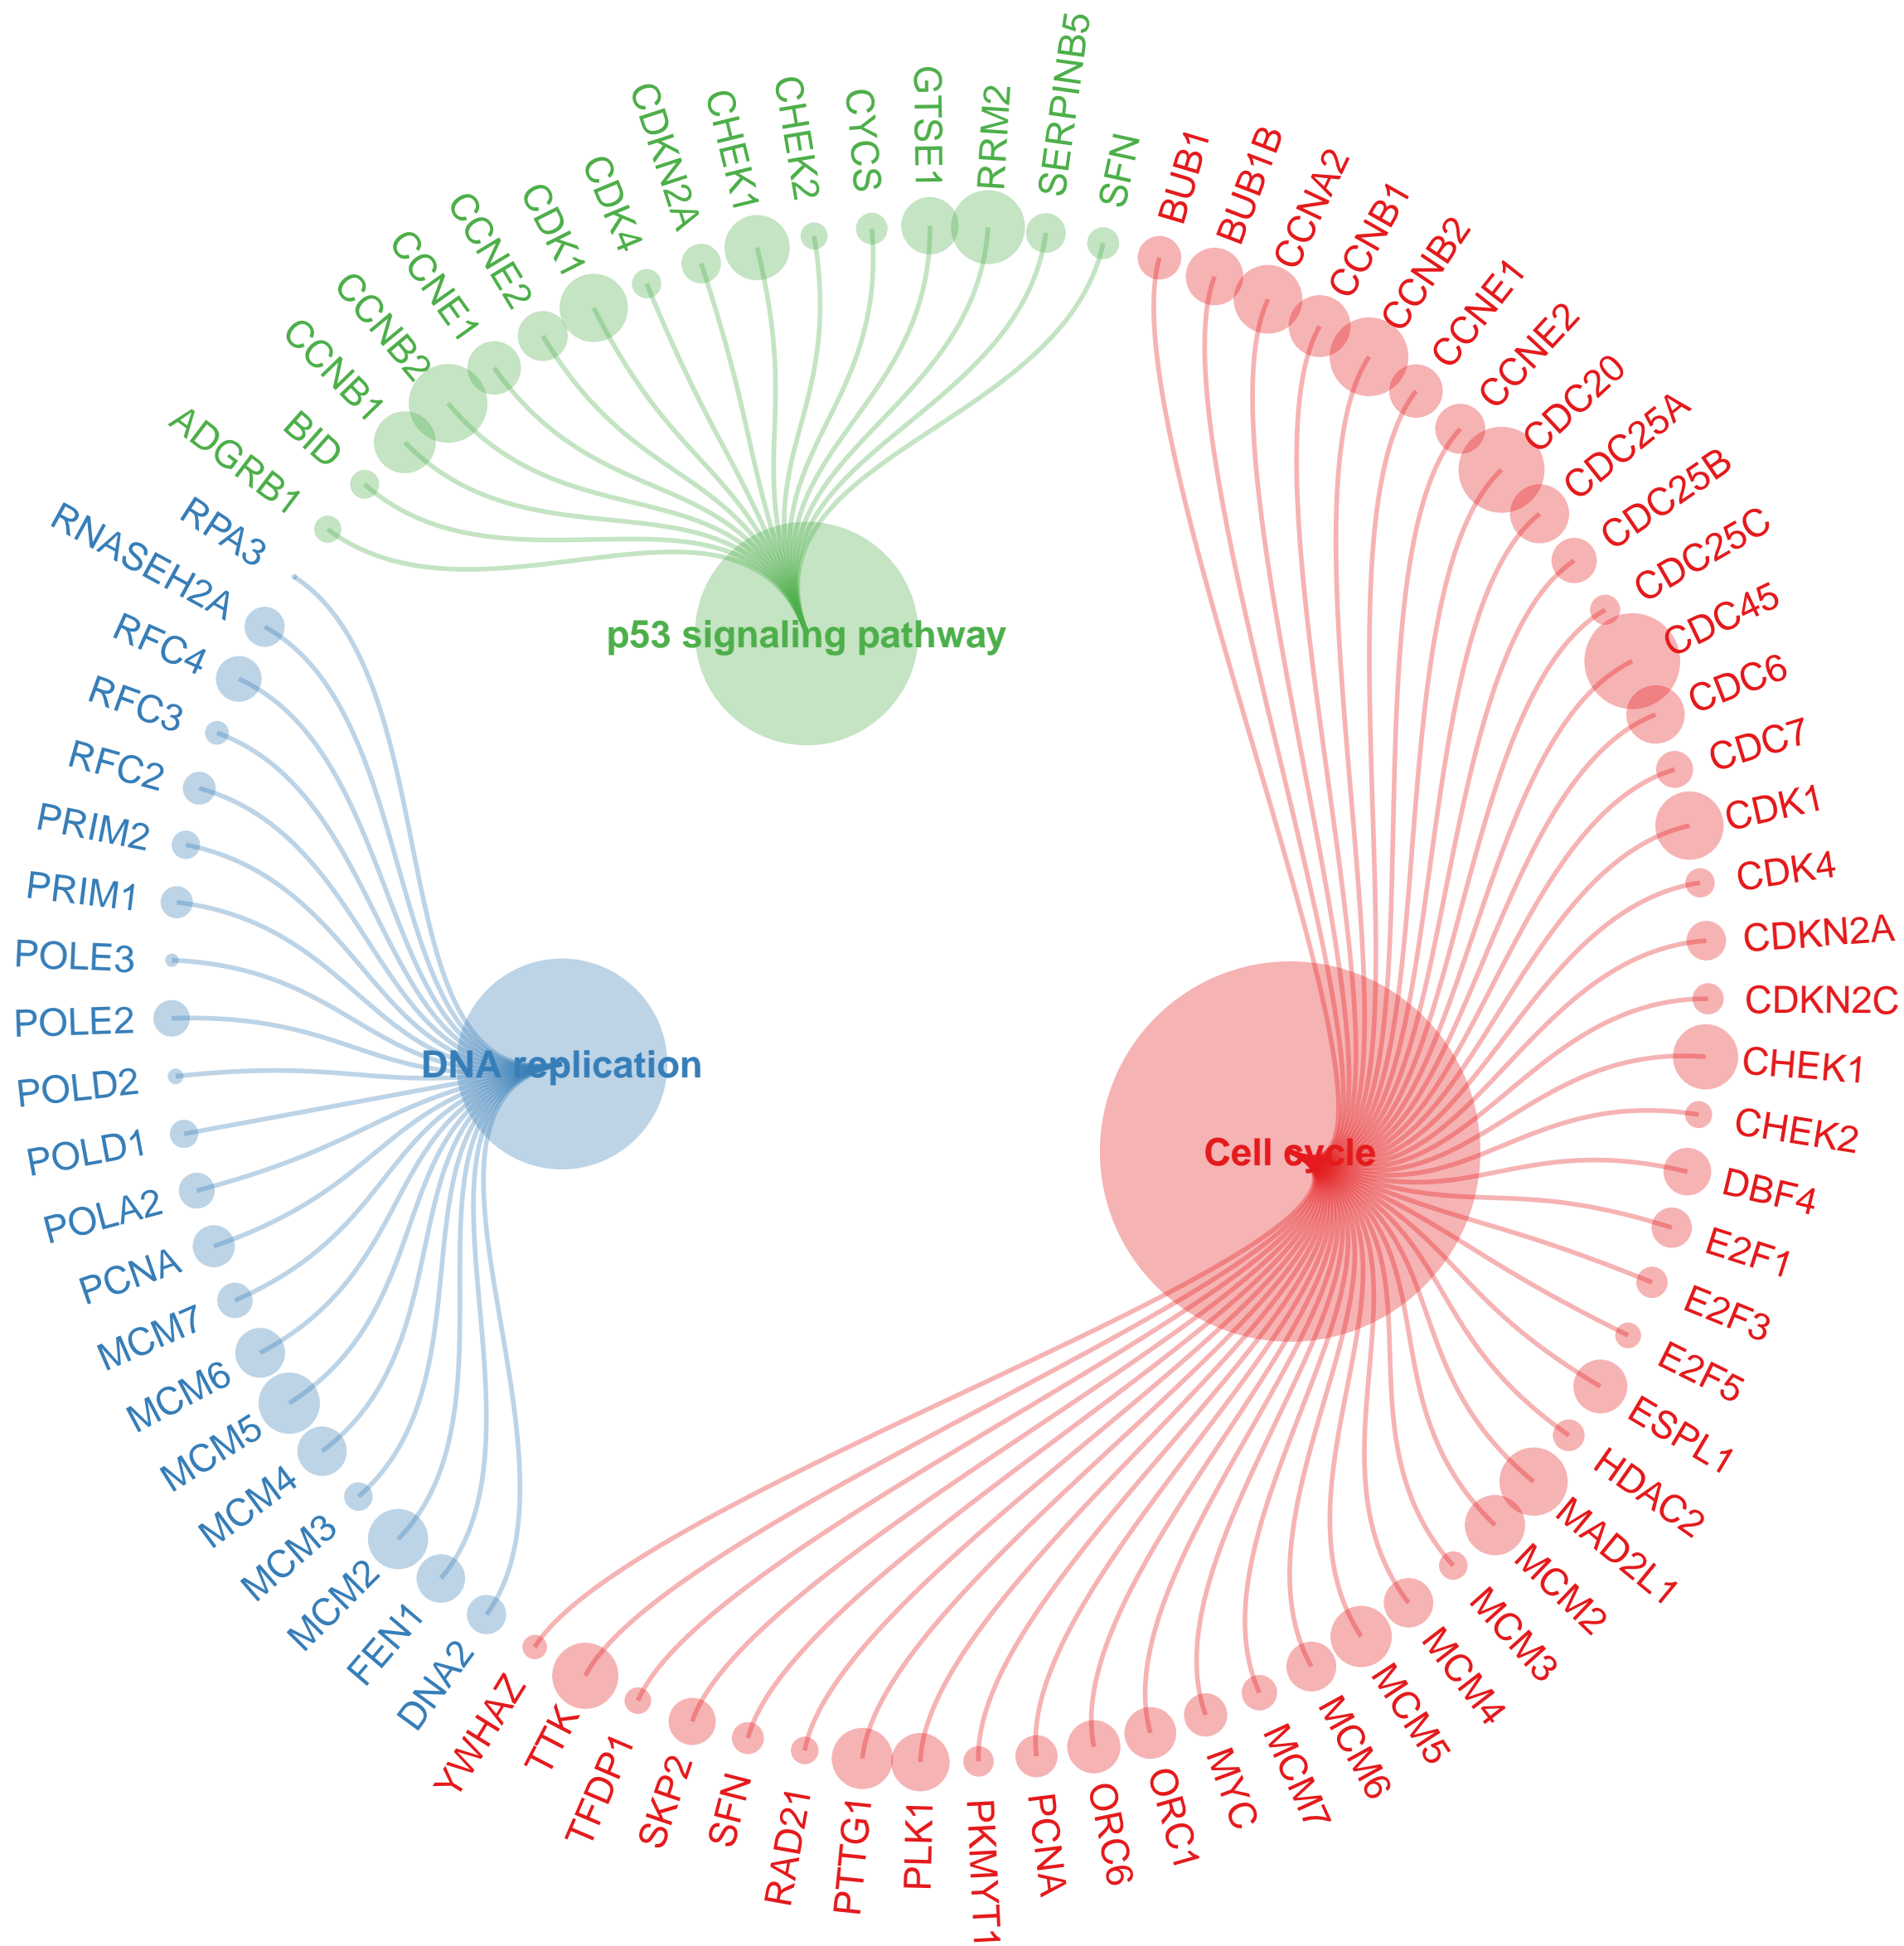 ADGRB1
BID
CCNB1
CCNB2
CCNE1
CCNE2
CDK1
CDK4
CDKN2A
CHEK1
CHEK2
CYCS
GTSE1
RRM2
SERPINB5
SFN
p53 signaling pathway
BUB1
BUB1B
CCNA2
CCNB1
CCNB2
CCNE1
CCNE2
CDC20
CDC25A
CDC25B
CDC25C
CDC45
CDC6
CDC7
CDK1
CDK4
CDKN2A
CDKN2C
CHEK1
CHEK2
DBF4
E2F1
E2F3
E2F5
ESPL1
HDAC2
MAD2L1
MCM2
MCM3
MCM4
MCM5
MCM6
MCM7
MYC
ORC1
ORC6
PCNA
PKMYT1
PLK1
PTTG1
RAD21
SFN
SKP2
TFDP1
TTK
YWHAZ
Cell cycle
DNA2
FEN1
MCM2
MCM3
MCM4
MCM5
MCM6
MCM7
PCNA
POLA2
POLD1
POLD2
POLE2
POLE3
PRIM1
PRIM2
RFC2
RFC3
RFC4
RNASEH2A
RPA3
DNA replication